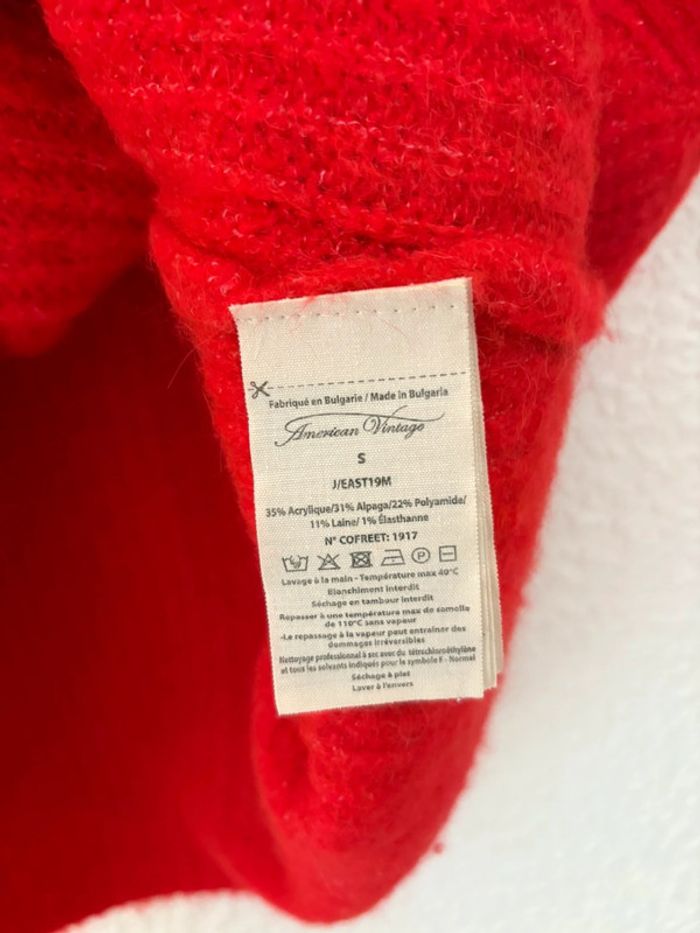 Fabriqué en Bulgarie / Made in Bulgaria
American Vintage
S
J/EAST19M
35% Acrylique/31% Alpaga/22% Polyamide/
11% Laine/ 1% Élasthanne
N° COFREET: 1917
Lavage à la main - Température max 40°C
Blanchiment interdit
Séchage en tambour interdit
Repasser à une température max de semelle
de 110°C sans vapeur
-Le repassage à la vapeur peut entraîner des
dommages irréversibles
Nettoyage professionnel à sec avec du tétrachloroéthylène
et tous les solvants indiqués pour le symbole F - Normal
Séchage à plat
Laver à l'envers